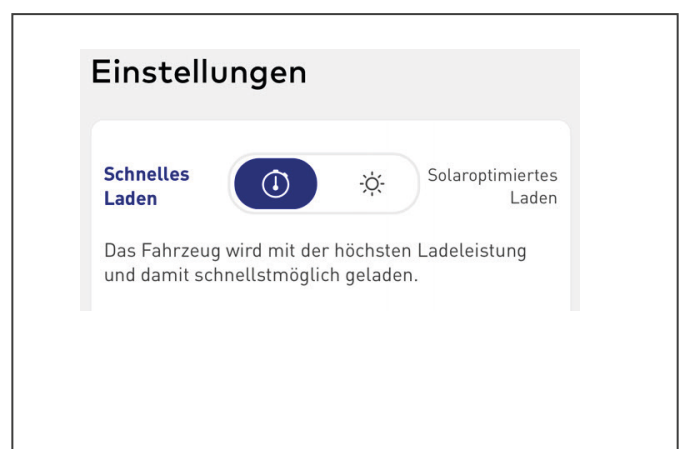 Einstellungen
Schnelles
Laden
Solaroptimiertes
Laden
Das Fahrzeug wird mit der höchsten Ladeleistung
und damit schnellstmöglich geladen.